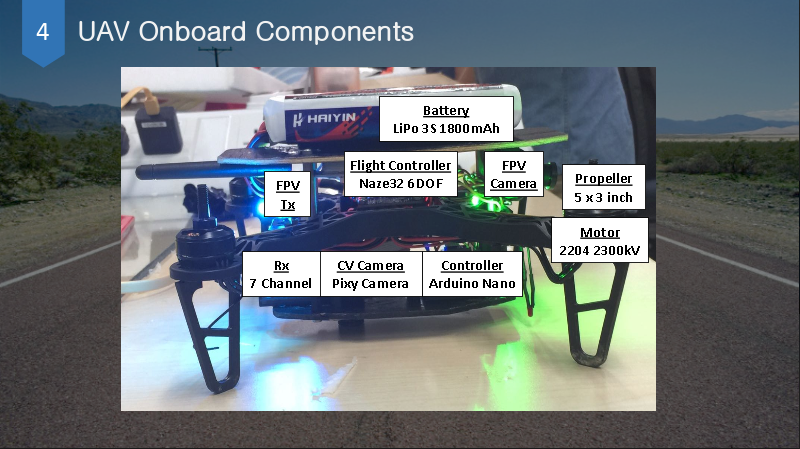 4
UAV Onboard Components
HAIYIN
Battery
LiPo 3S 1800mAh
Flight Controller
Naze32 6DOF
FPV
Camera
FPV
Tx
Propeller
5 x 3 inch
Motor
2204 2300kV
Rx
7 Channel
CV Camera
Pixy Camera
Controller
Arduino Nano